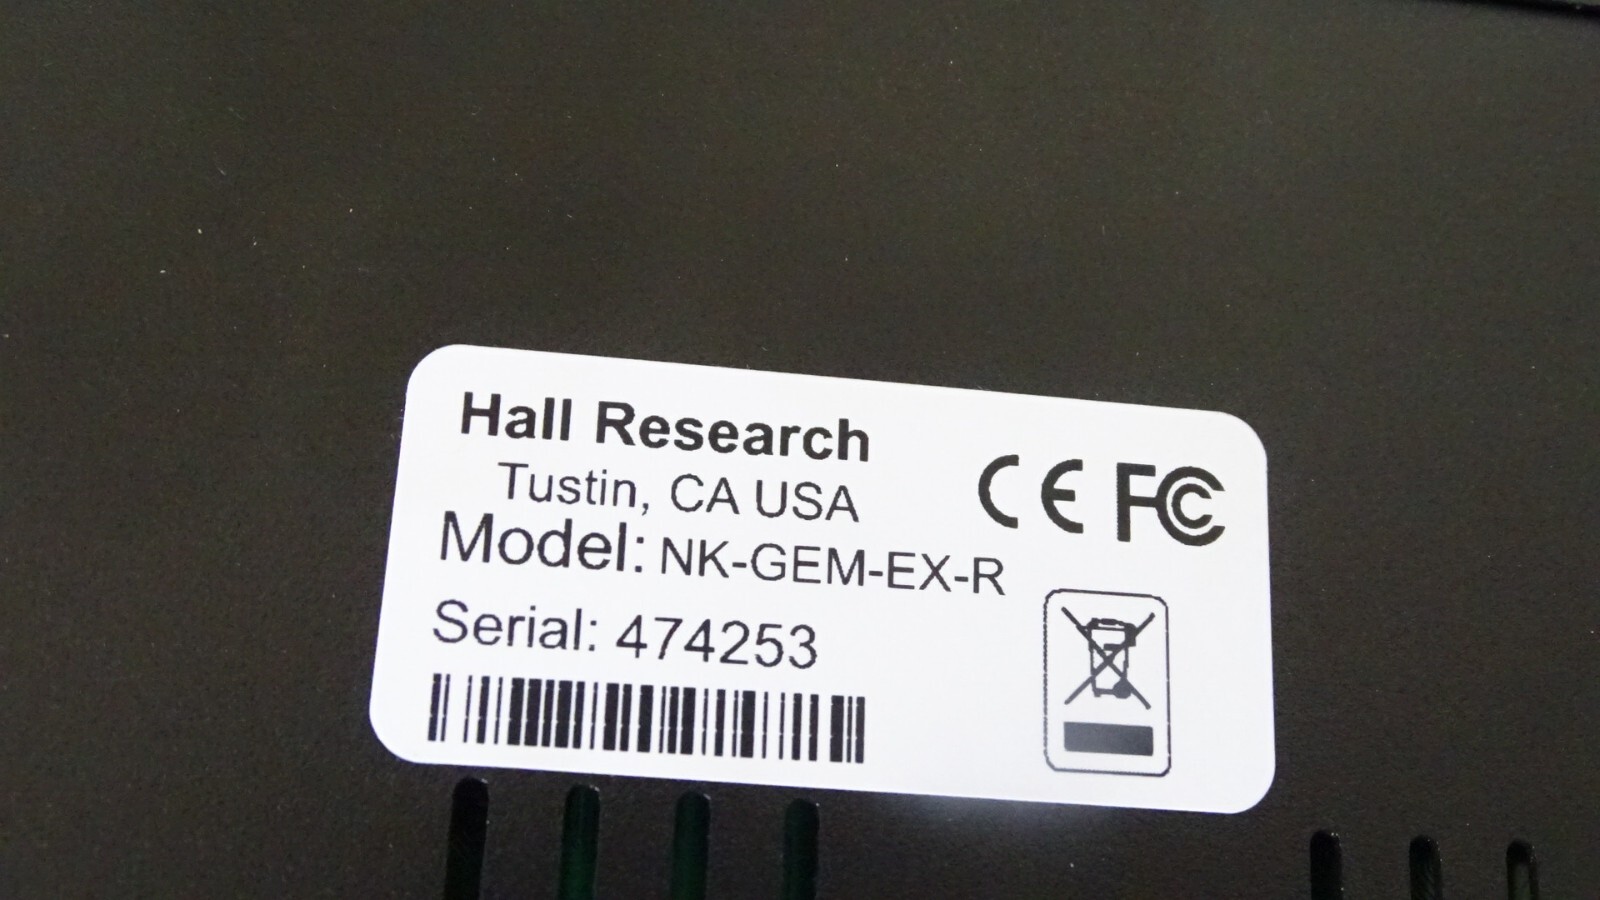 Hall Research
Tustin, CA USA
CE FC
Model: NK-GEM-EX-R
Serial: 474253